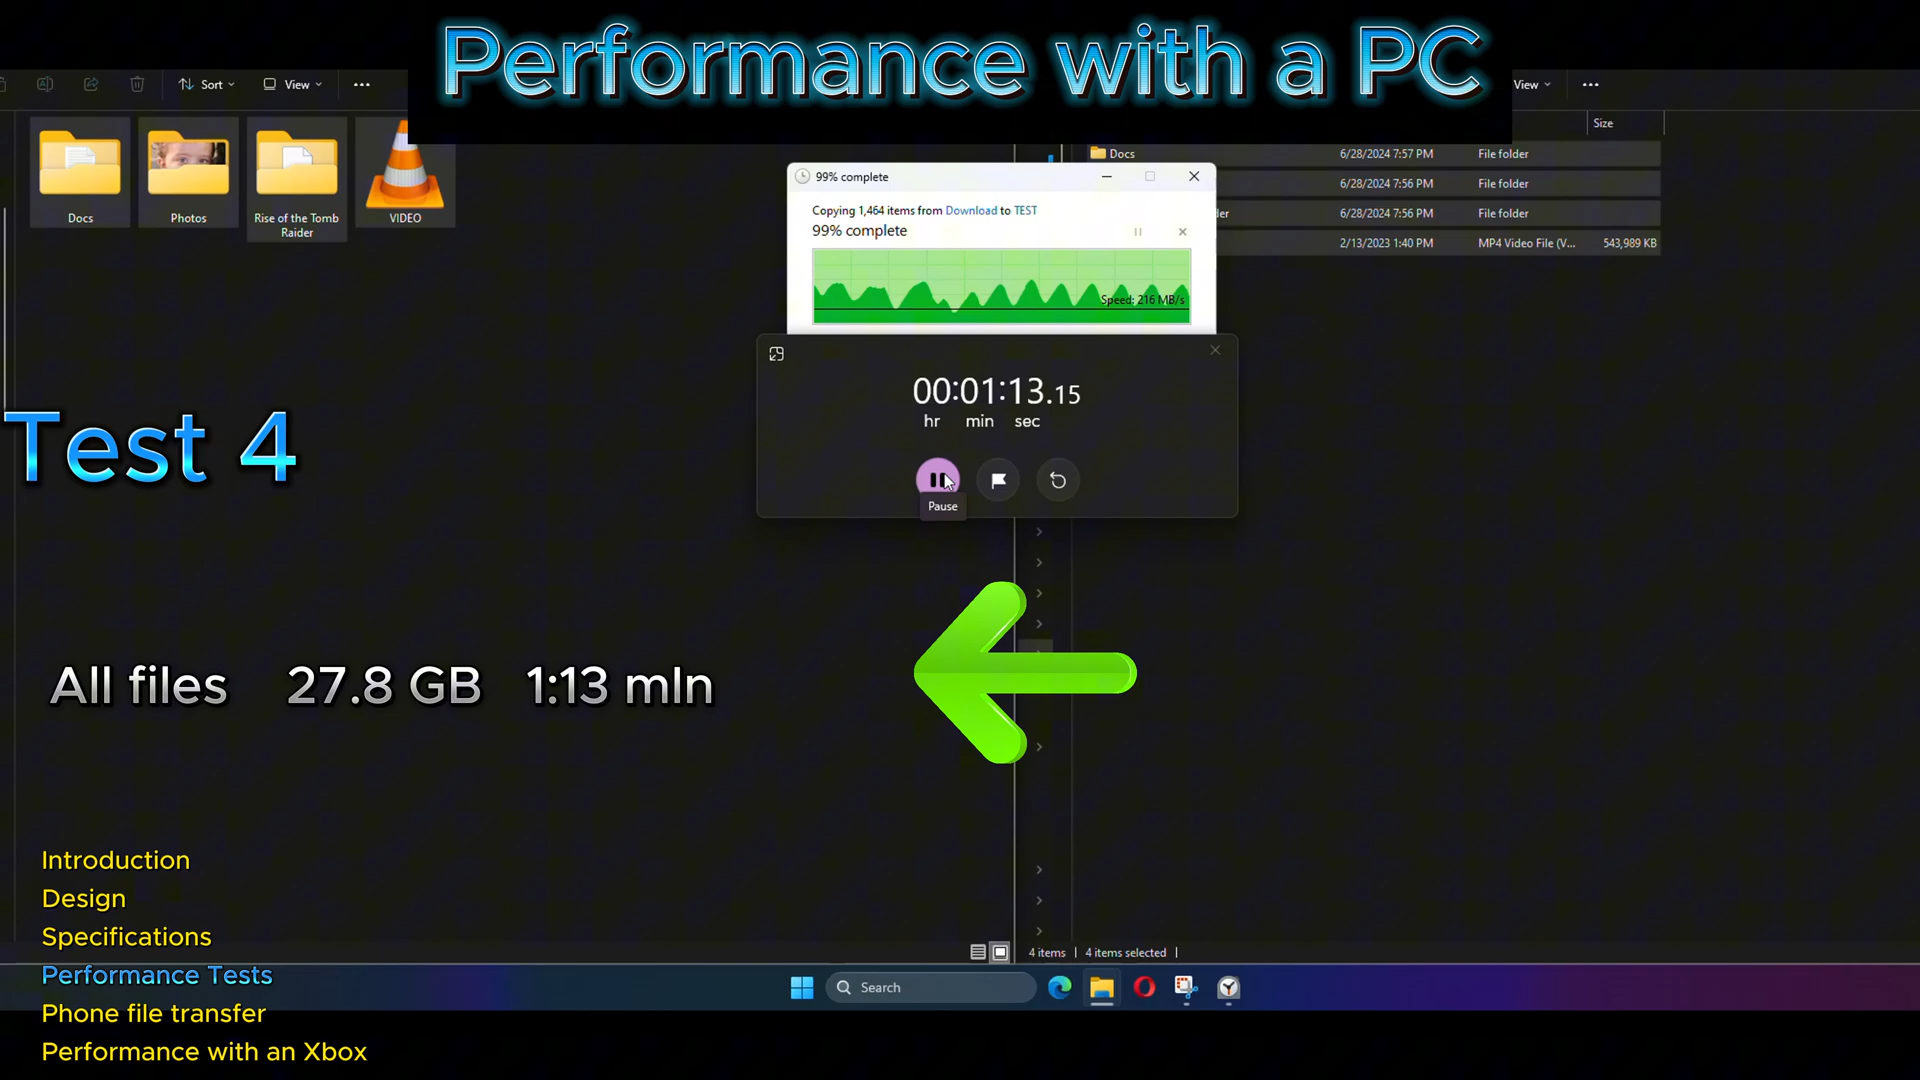 Performance with a PC
Sort
View
View
Size
Docs
Photos
Rise of the Tomb
Raider
VIDEO
Docs 6/28/2024 7:57 PM File folder
6/28/2024 7:56 PM File folder
der 6/28/2024 7:56 PM File folder
2/13/2023 1:40 PM MP4 Video File (V... 543,989 KB
99% complete
Copying 1,464 items from Download to TEST
99% complete
Speed: 216 MB/s
00:01:13.15
hr min sec
Pause
Test 4
All files 27.8 GB 1:13 mIn
Introduction
Design
Specifications
Performance Tests
Phone file transfer
Performance with an Xbox
4 items 4 items selected
Search